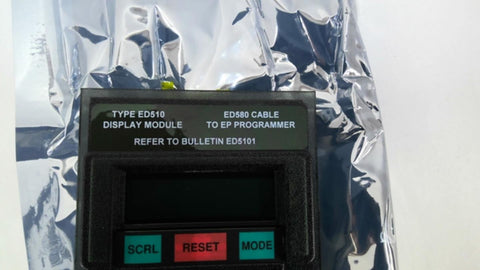 TYPE ED510 ED580 CABLE
DISPLAY MODULE TO EP PROGRAMMER
REFER TO BULLETIN ED5101
SCRL RESET MODE